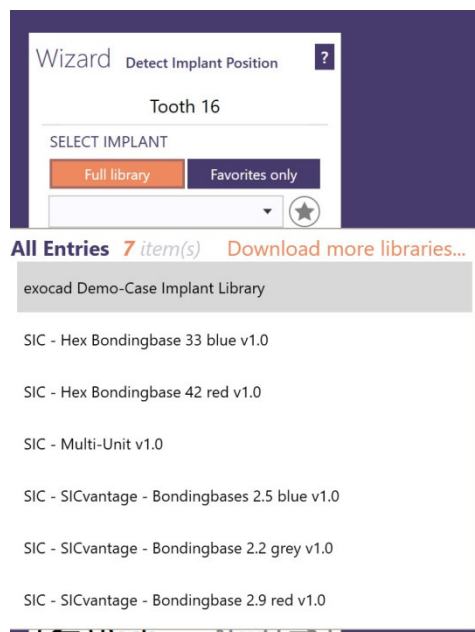 Wizard Detect Implant Position ?
Tooth 16
SELECT IMPLANT
Full library Favorites only
All Entries 7 item(s) Download more libraries...
exocad Demo-Case Implant Library
SIC - Hex Bondingbase 33 blue v1.0
SIC - Hex Bondingbase 42 red v1.0
SIC - Multi-Unit v1.0
SIC - SICvantage - Bondingbases 2.5 blue v1.0
SIC - SICvantage - Bondingbase 2.2 grey v1.0
SIC - SICvantage - Bondingbase 2.9 red v1.0